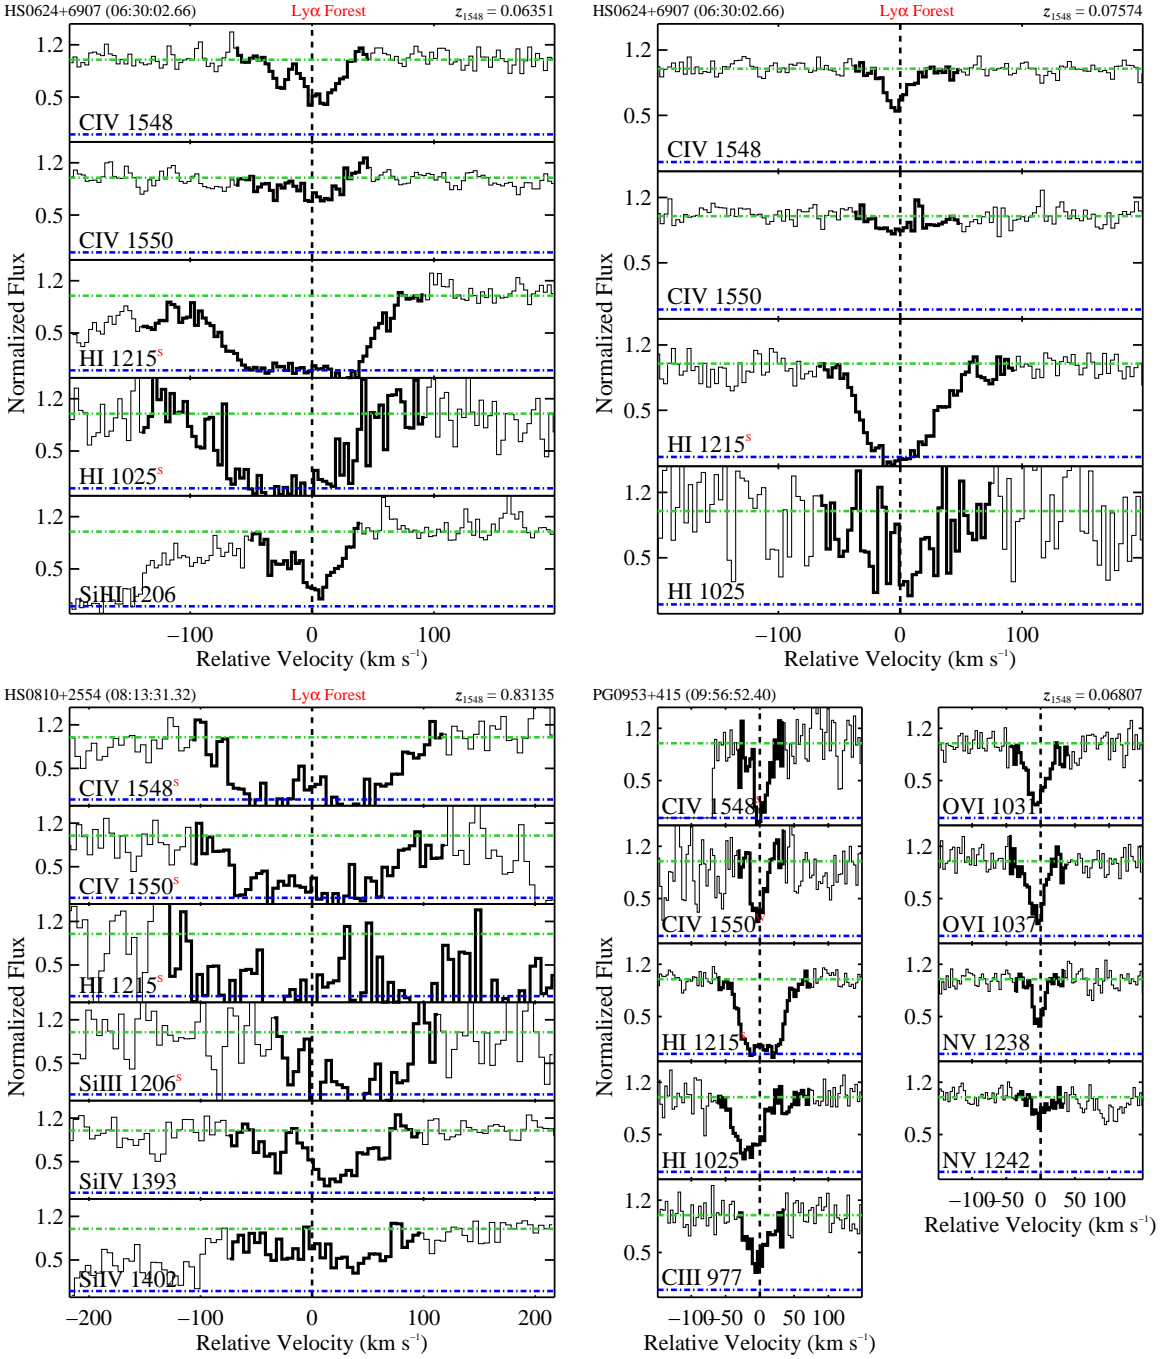 HS0624+6907 (06:30:02.66) Lyα Forest z1548 = 0.06351
1.2
0.5
CIV 1548
1.2
0.5
CIV 1550
1.2
0.5
HI 1215s
1.2
0.5
HI 1025s
1.2
0.5
SiIII 1206
Normalized Flux
−100 0 100
Relative Velocity (km s−1)
HS0624+6907 (06:30:02.66) Lyα Forest z1548 = 0.07574
1.2
0.5
CIV 1548
1.2
0.5
CIV 1550
1.2
0.5
HI 1215s
1.2
0.5
HI 1025
Normalized Flux
−100 0 100
Relative Velocity (km s−1)
HS0810+2554 (08:13:31.32) Lyα Forest z1548 = 0.83135
1.2
0.5
CIV 1548s
1.2
0.5
CIV 1550s
1.2
0.5
HI 1215s
1.2
0.5
SiIII 1206s
1.2
0.5
SiIV 1393
1.2
0.5
SiIV 1402
Normalized Flux
−200 −100 0 100 200
Relative Velocity (km s−1)
PG0953+415 (09:56:52.40) z1548 = 0.06807
1.2
0.5
CIV 1548s
1.2
0.5
CIV 1550
1.2
0.5
HI 1215s
1.2
0.5
HI 1025
1.2
0.5
CIII 977
Normalized Flux
−100 −50 0 50 100
Relative Velocity (km s−1)
1.2
0.5
OVI 1031
1.2
0.5
OVI 1037
1.2
0.5
NV 1238
1.2
0.5
NV 1242
−100 −50 0 50 100
Relative Velocity (km s−1)